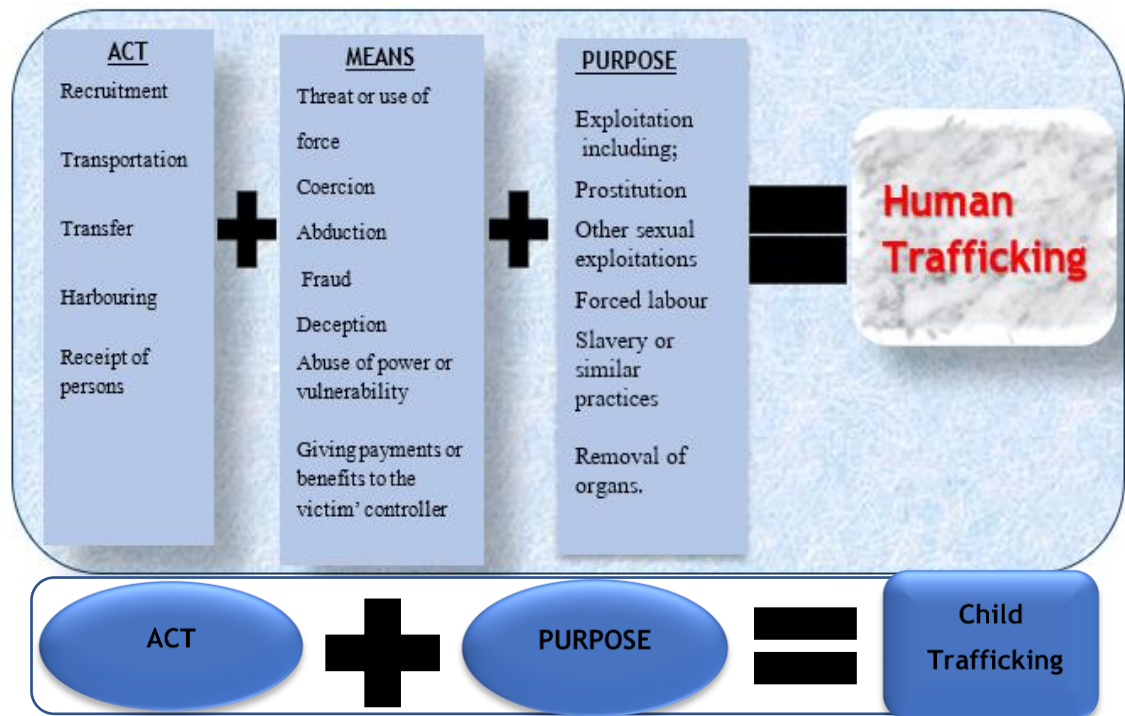 ACT
Recruitment
Transportation
Transfer
Harbouring
Receipt of
persons
MEANS
Threat or use of
force
Coercion
Abduction
Fraud
Deception
Abuse of power or
vulnerability
Giving payments or
benefits to the
victim’ controller
PURPOSE
Exploitation
including;
Prostitution
Other sexual
exploitations
Forced labour
Slavery or
similar
practices
Removal of
organs.
Human
Trafficking
ACT
PURPOSE
Child
Trafficking